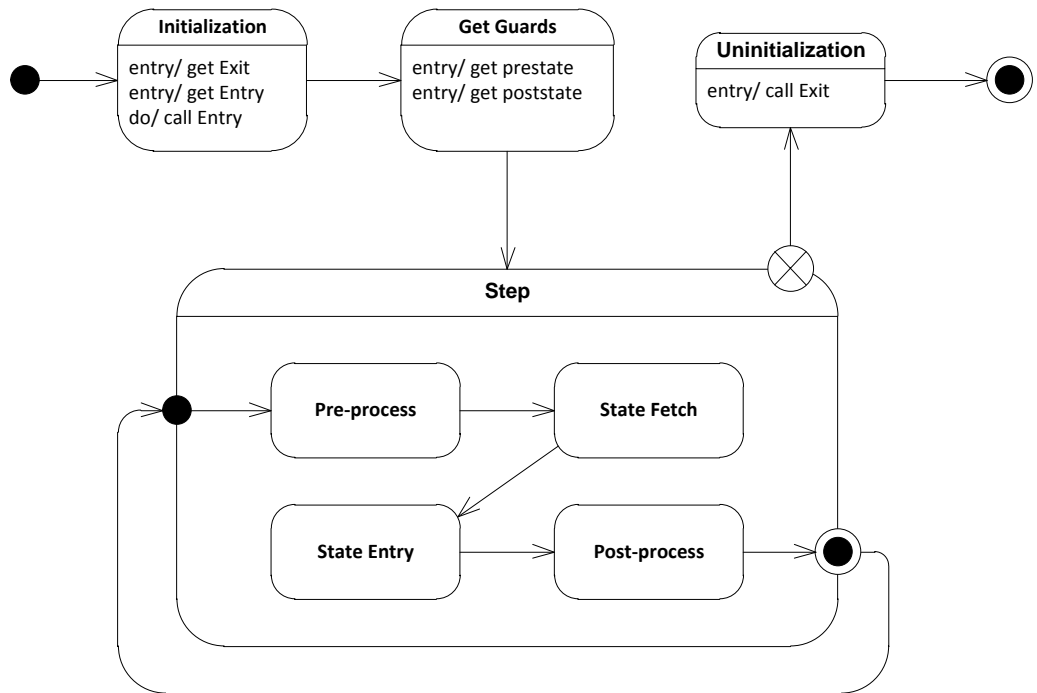 Initialization
entry/ get Exit
entry/ get Entry
do/ call Entry
Get Guards
entry/ get prestate
entry/ get poststate
Uninitialization
entry/ call Exit
Step
Pre-process
State Fetch
State Entry
Post-process